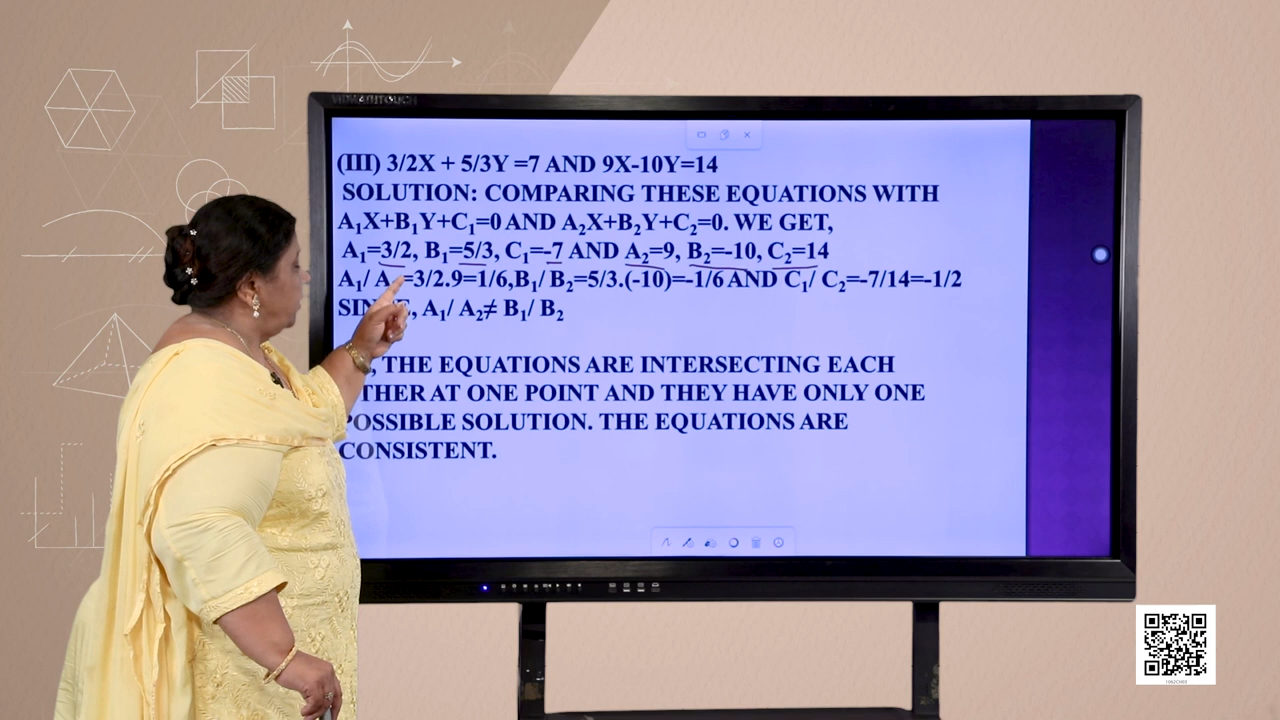 (III) 3/2X + 5/3Y =7 AND 9X-10Y=14
SOLUTION: COMPARING THESE EQUATIONS WITH
A₁X+B₁Y+C₁=0 AND A₂X+B₂Y+C₂=0. WE GET,
A₁=3/2, B₁=5/3, C₁=-7 AND A₂=9, B₂=-10, C₂=14
A₁/ A =3/2.9=1/6,B₁/ B₂=5/3.(-10)=-1/6 AND C₁/ C₂=-7/14=-1/2
A₁/ A₂≠ B₁/ B₂
, THE EQUATIONS ARE INTERSECTING EACH
THER AT ONE POINT AND THEY HAVE ONLY ONE
POSSIBLE SOLUTION. THE EQUATIONS ARE
CONSISTENT.